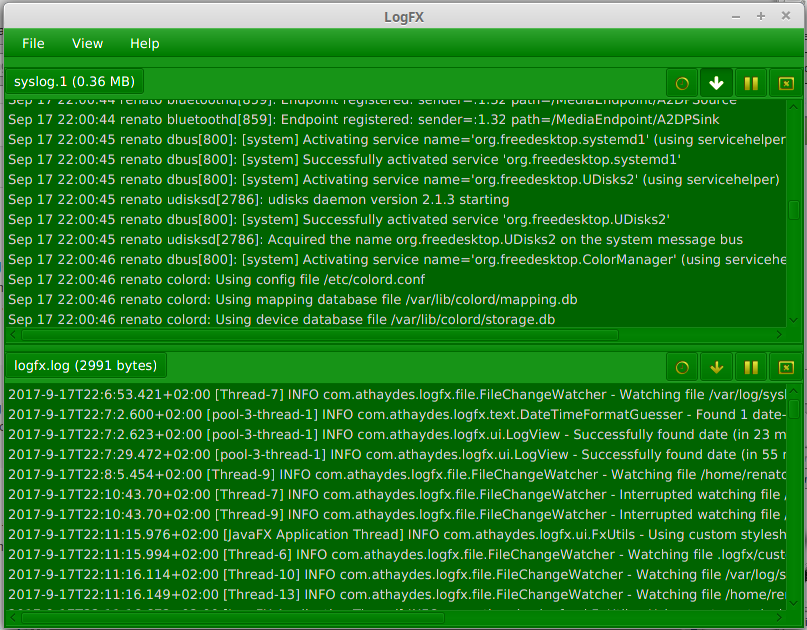 LogFX
File View Help
syslog.1 (0.36 MB)
Sep 17 22:00:44 renato bluetoothd[859]: Endpoint registered: sender=:1.32 path=/MediaEndpoint/A2DPSource
Sep 17 22:00:44 renato bluetoothd[859]: Endpoint registered: sender=:1.32 path=/MediaEndpoint/A2DPSink
Sep 17 22:00:45 renato dbus[800]: [system] Activating service name='org.freedesktop.systemd1' (using servicehelper
Sep 17 22:00:45 renato dbus[800]: [system] Successfully activated service 'org.freedesktop.systemd1'
Sep 17 22:00:45 renato dbus[800]: [system] Activating service name='org.freedesktop.UDisks2' (using servicehelper)
Sep 17 22:00:45 renato udisksd[2786]: udisks daemon version 2.1.3 starting
Sep 17 22:00:45 renato dbus[800]: [system] Successfully activated service 'org.freedesktop.UDisks2'
Sep 17 22:00:45 renato udisksd[2786]: Acquired the name org.freedesktop.UDisks2 on the system message bus
Sep 17 22:00:46 renato dbus[800]: [system] Activating service name='org.freedesktop.ColorManager' (using servicehe
Sep 17 22:00:46 renato colord: Using config file /etc/colord.conf
Sep 17 22:00:46 renato colord: Using mapping database file /var/lib/colord/mapping.db
Sep 17 22:00:46 renato colord: Using device database file /var/lib/colord/storage.db
logfx.log (2991 bytes)
2017-9-17T22:6:53.421+02:00 [Thread-7] INFO com.athaydes.logfx.file.FileChangeWatcher - Watching file /var/log/sysl
2017-9-17T22:7:2.600+02:00 [pool-3-thread-1] INFO com.athaydes.logfx.text.DateTimeFormatGuesser - Found 1 date-
2017-9-17T22:7:2.623+02:00 [pool-3-thread-1] INFO com.athaydes.logfx.ui.LogView - Successfully found date (in 23 m
2017-9-17T22:7:29.472+02:00 [pool-3-thread-1] INFO com.athaydes.logfx.ui.LogView - Successfully found date (in 55 m
2017-9-17T22:8:5.454+02:00 [Thread-9] INFO com.athaydes.logfx.file.FileChangeWatcher - Watching file /home/renato
2017-9-17T22:10:43.70+02:00 [Thread-7] INFO com.athaydes.logfx.file.FileChangeWatcher - Interrupted watching file /
2017-9-17T22:10:43.70+02:00 [Thread-9] INFO com.athaydes.logfx.file.FileChangeWatcher - Interrupted watching file /
2017-9-17T22:11:15.976+02:00 [JavaFX Application Thread] INFO com.athaydes.logfx.ui.FxUtils - Using custom stylesh
2017-9-17T22:11:15.994+02:00 [Thread-6] INFO com.athaydes.logfx.file.FileChangeWatcher - Watching file .logfx/cust
2017-9-17T22:11:16.114+02:00 [Thread-10] INFO com.athaydes.logfx.file.FileChangeWatcher - Watching file /var/log/s
2017-9-17T22:11:16.149+02:00 [Thread-13] INFO com.athaydes.logfx.file.FileChangeWatcher - Watching file /home/ren